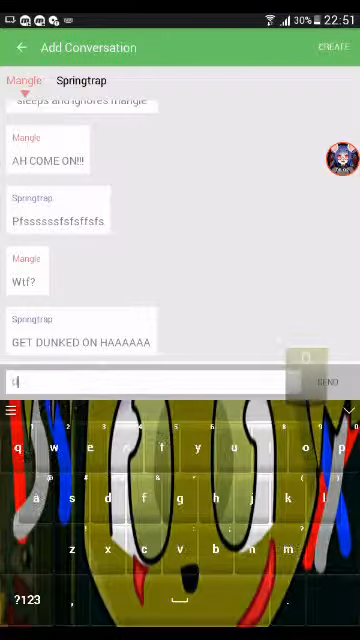 30% 22:51
Add Conversation
CREATE
Mangle Springtrap
sleeps and ignores mangle
Mangle
AH COME ON!!!
Springtrap
Pfssssssfsfsffsfs
Mangle
Wtf?
Springtrap
GET DUNKED ON HAAAAAA
SEND
q w e r t y u i o p
a s d f g h j k l
z x c v b n m
?123 , .